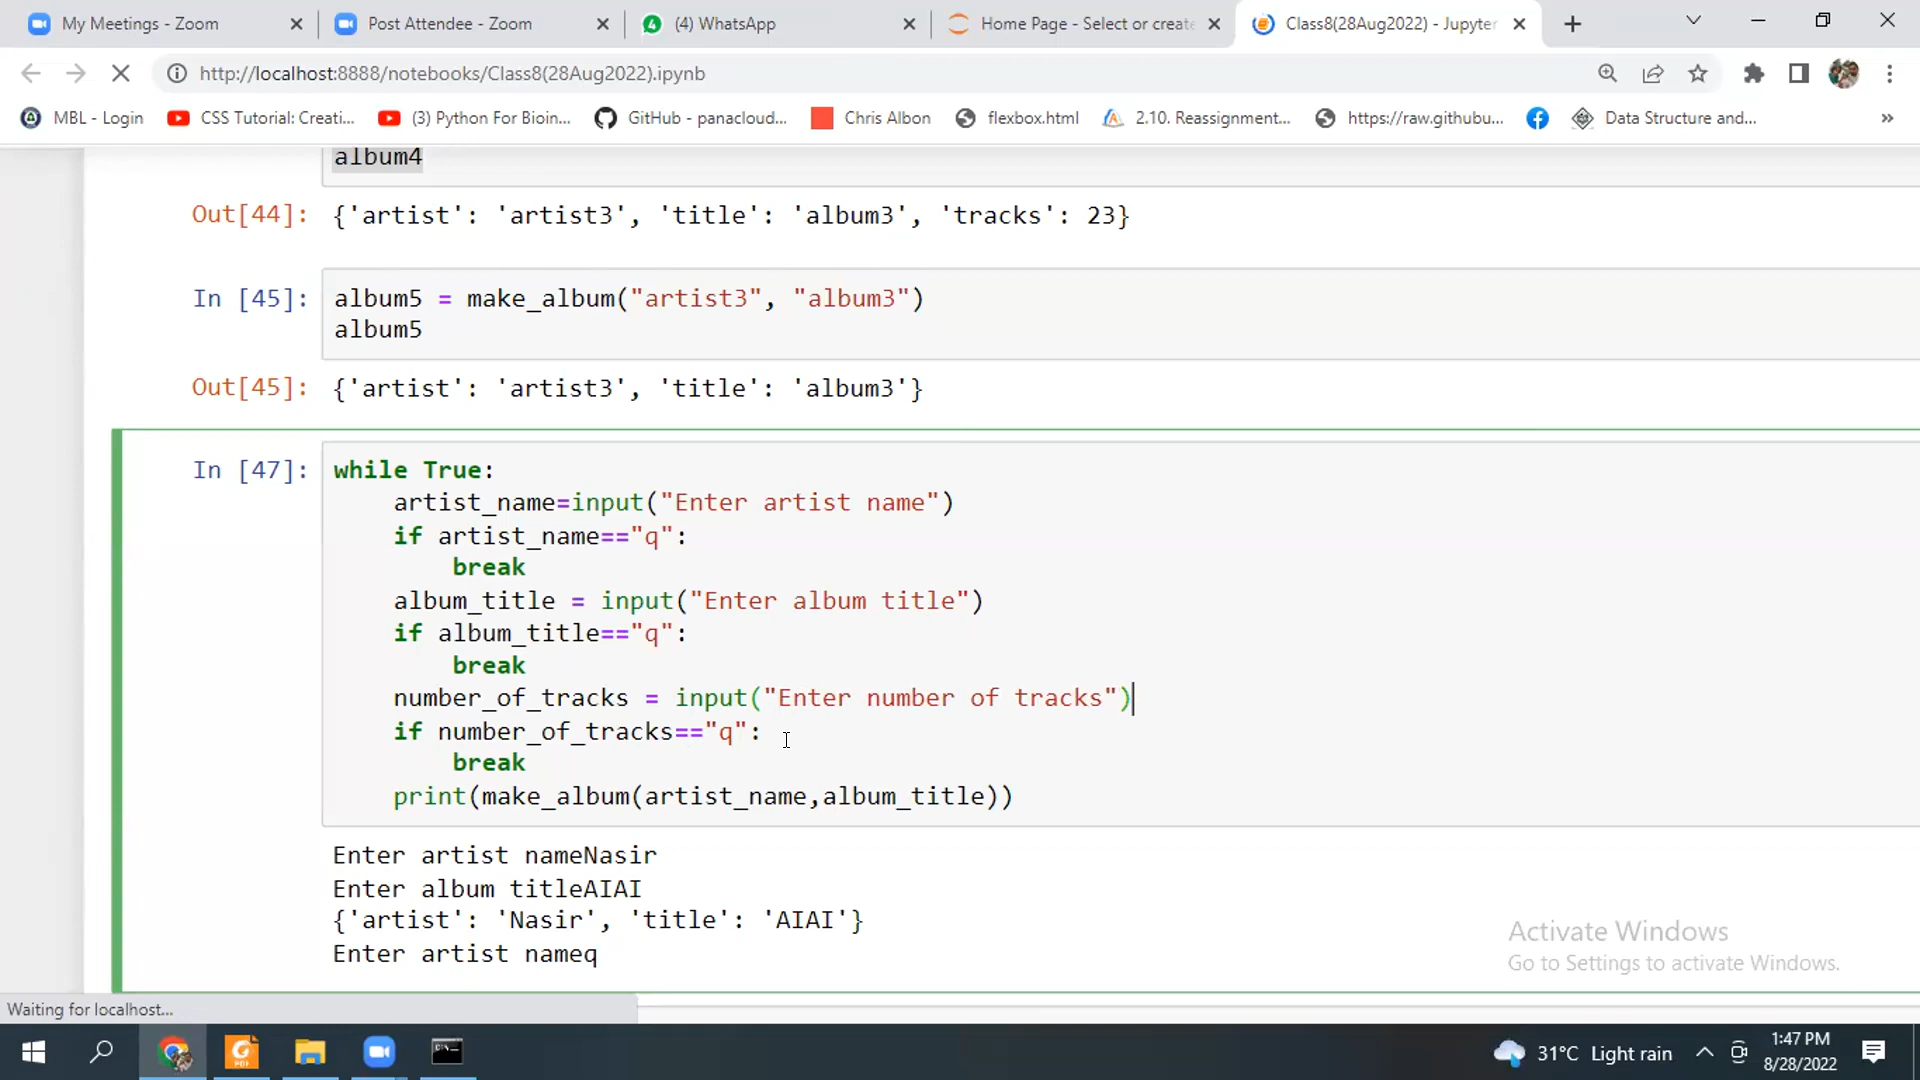 My Meetings - Zoom
Post Attendee - Zoom
4
(4) WhatsApp
Home Page - Select or create
Class8(28Aug2022) - Jupyter
http://localhost:8888/notebooks/Class8(28Aug2022).ipynb
MBL - Login
CSS Tutorial: Creati...
(3) Python For Bioin...
GitHub - panacloud...
Chris Albon
flexbox.html
2.10. Reassignment...
https://raw.githubu...
Data Structure and...
»
album4
Out[44]: {'artist': 'artist3', 'title': 'album3', 'tracks': 23}
In [45]: album5 = make_album("artist3", "album3")
album5
Out[45]: {'artist': 'artist3', 'title': 'album3'}
In [47]: while True:
artist_name=input("Enter artist name")
if artist_name=="q":
break
album_title = input("Enter album title")
if album_title=="q":
break
number_of_tracks = input("Enter number of tracks")
if number_of_tracks=="q":
break
print(make_album(artist_name,album_title))
Enter artist nameNasir
Enter album titleAIAI
{'artist': 'Nasir', 'title': 'AIAI'}
Enter artist nameq
Activate Windows
Go to Settings to activate Windows.
Waiting for localhost...
PDF
31°C Light rain
1:47 PM
8/28/2022